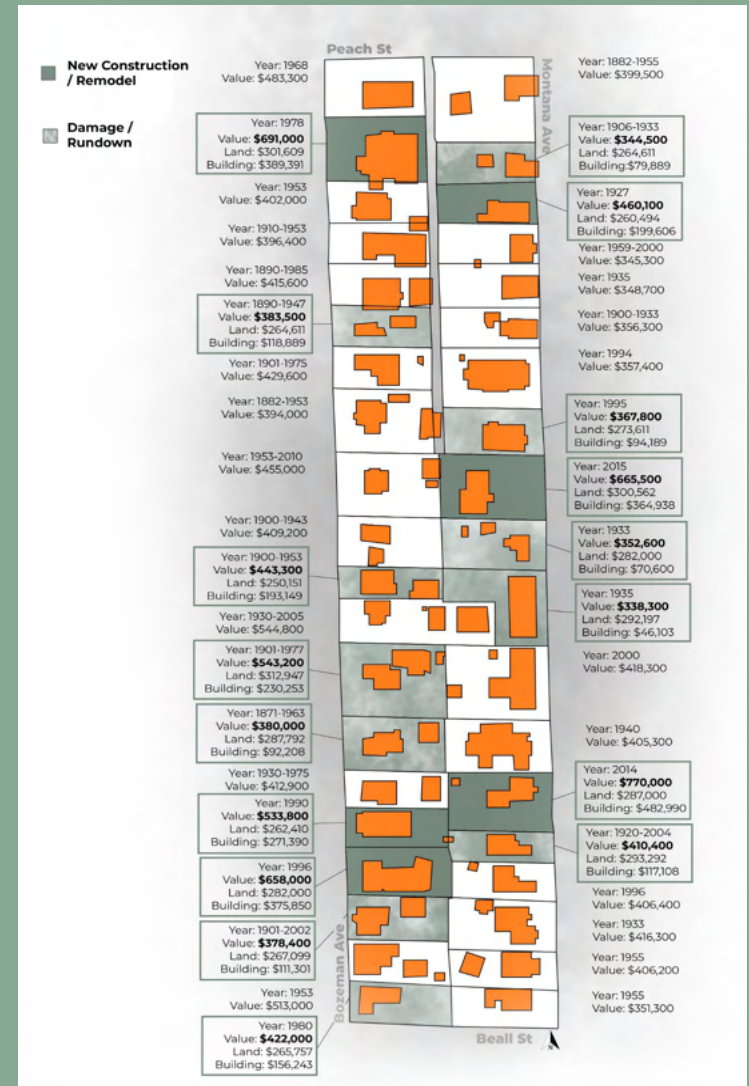 Peach St
New Construction
/ Remodel
Damage /
Rundown
Year: 1968
Value: $483,300
Year: 1978
Value: $691,000
Land: $301,609
Building: $389,391
Year: 1953
Value: $402,000
Year: 1910-1953
Value: $396,400
Year: 1890-1985
Value: $415,600
Year: 1890-1947
Value: $383,500
Land: $264,611
Building: $118,889
Year: 1901-1975
Value: $429,600
Year: 1882-1953
Value: $394,000
Year: 1953-2010
Value: $455,000
Year: 1900-1943
Value: $409,200
Year: 1900-1953
Value: $443,300
Land: $250,151
Building: $193,149
Year: 1930-2005
Value: $544,800
Year: 1901-1977
Value: $543,200
Land: $312,947
Building: $230,253
Year: 1871-1963
Value: $380,000
Land: $287,792
Building: $92,208
Year: 1930-1975
Value: $412,900
Year: 1990
Value: $533,800
Land: $262,410
Building: $271,390
Year: 1996
Value: $658,000
Land: $282,000
Building: $375,850
Year: 1901-2002
Value: $378,400
Land: $267,099
Building: $111,301
Year: 1953
Value: $513,000
Year: 1980
Value: $422,000
Land: $265,757
Building: $156,243
Bozeman Ave
Montana Ave
Year: 1882-1955
Value: $399,500
Year: 1906-1933
Value: $344,500
Land: $264,611
Building:$79,889
Year: 1927
Value: $460,100
Land: $260,494
Building: $199,606
Year: 1959-2000
Value: $345,300
Year: 1935
Value: $348,700
Year: 1900-1933
Value: $356,300
Year: 1994
Value: $357,400
Year: 1995
Value: $367,800
Land: $273,611
Building: $94,189
Year: 2015
Value: $665,500
Land: $300,562
Building: $364,938
Year: 1933
Value: $352,600
Land: $282,000
Building: $70,600
Year: 1935
Value: $338,300
Land: $292,197
Building: $46,103
Year: 2000
Value: $418,300
Year: 1940
Value: $405,300
Year: 2014
Value: $770,000
Land: $287,000
Building: $482,990
Year: 1920-2004
Value: $410,400
Land: $293,292
Building: $117,108
Year: 1996
Value: $406,400
Year: 1933
Value: $416,300
Year: 1955
Value: $406,200
Year: 1955
Value: $351,300
Beall St
N